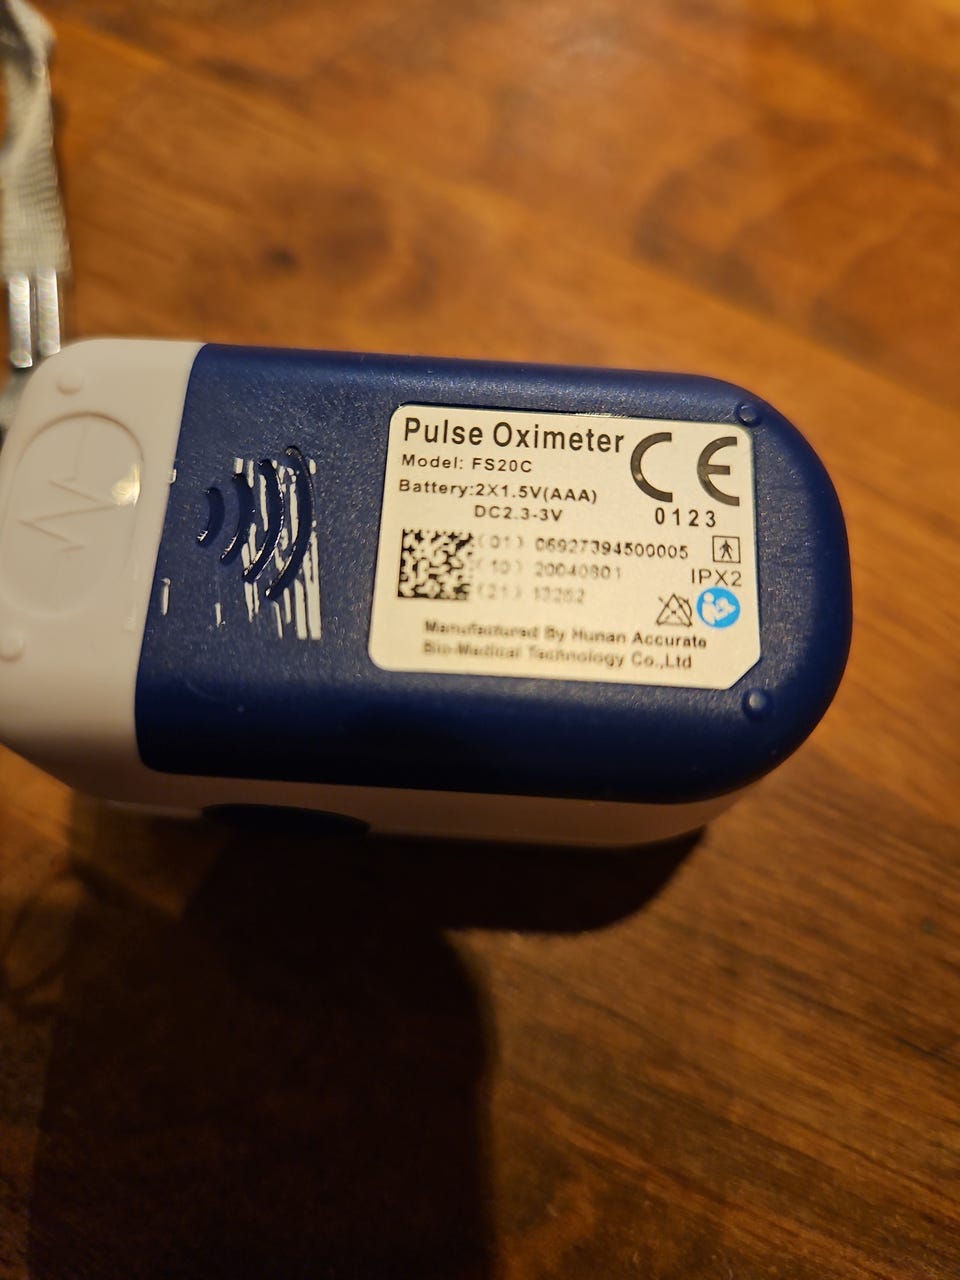 Pulse Oximeter
Model: FS20C
Battery:2X1.5V(AAA)
DC2.3-3V
CE
0123
(01) 06927394500005
(10) 20040801
(21)
IPX2
Manufactured By Hunan Accurate
Bio-Medical Technology Co.,Ltd